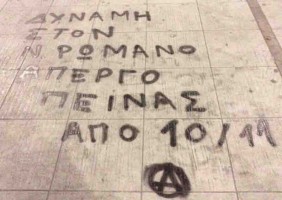 ΔΥΝΑΜΗ
ΣΤΟΝ
Ν ΡΩΜΑΝΟ
ΑΠΕΡΓΟ
ΠΕΙΝΑΣ
ΑΠΟ 10/11
Α